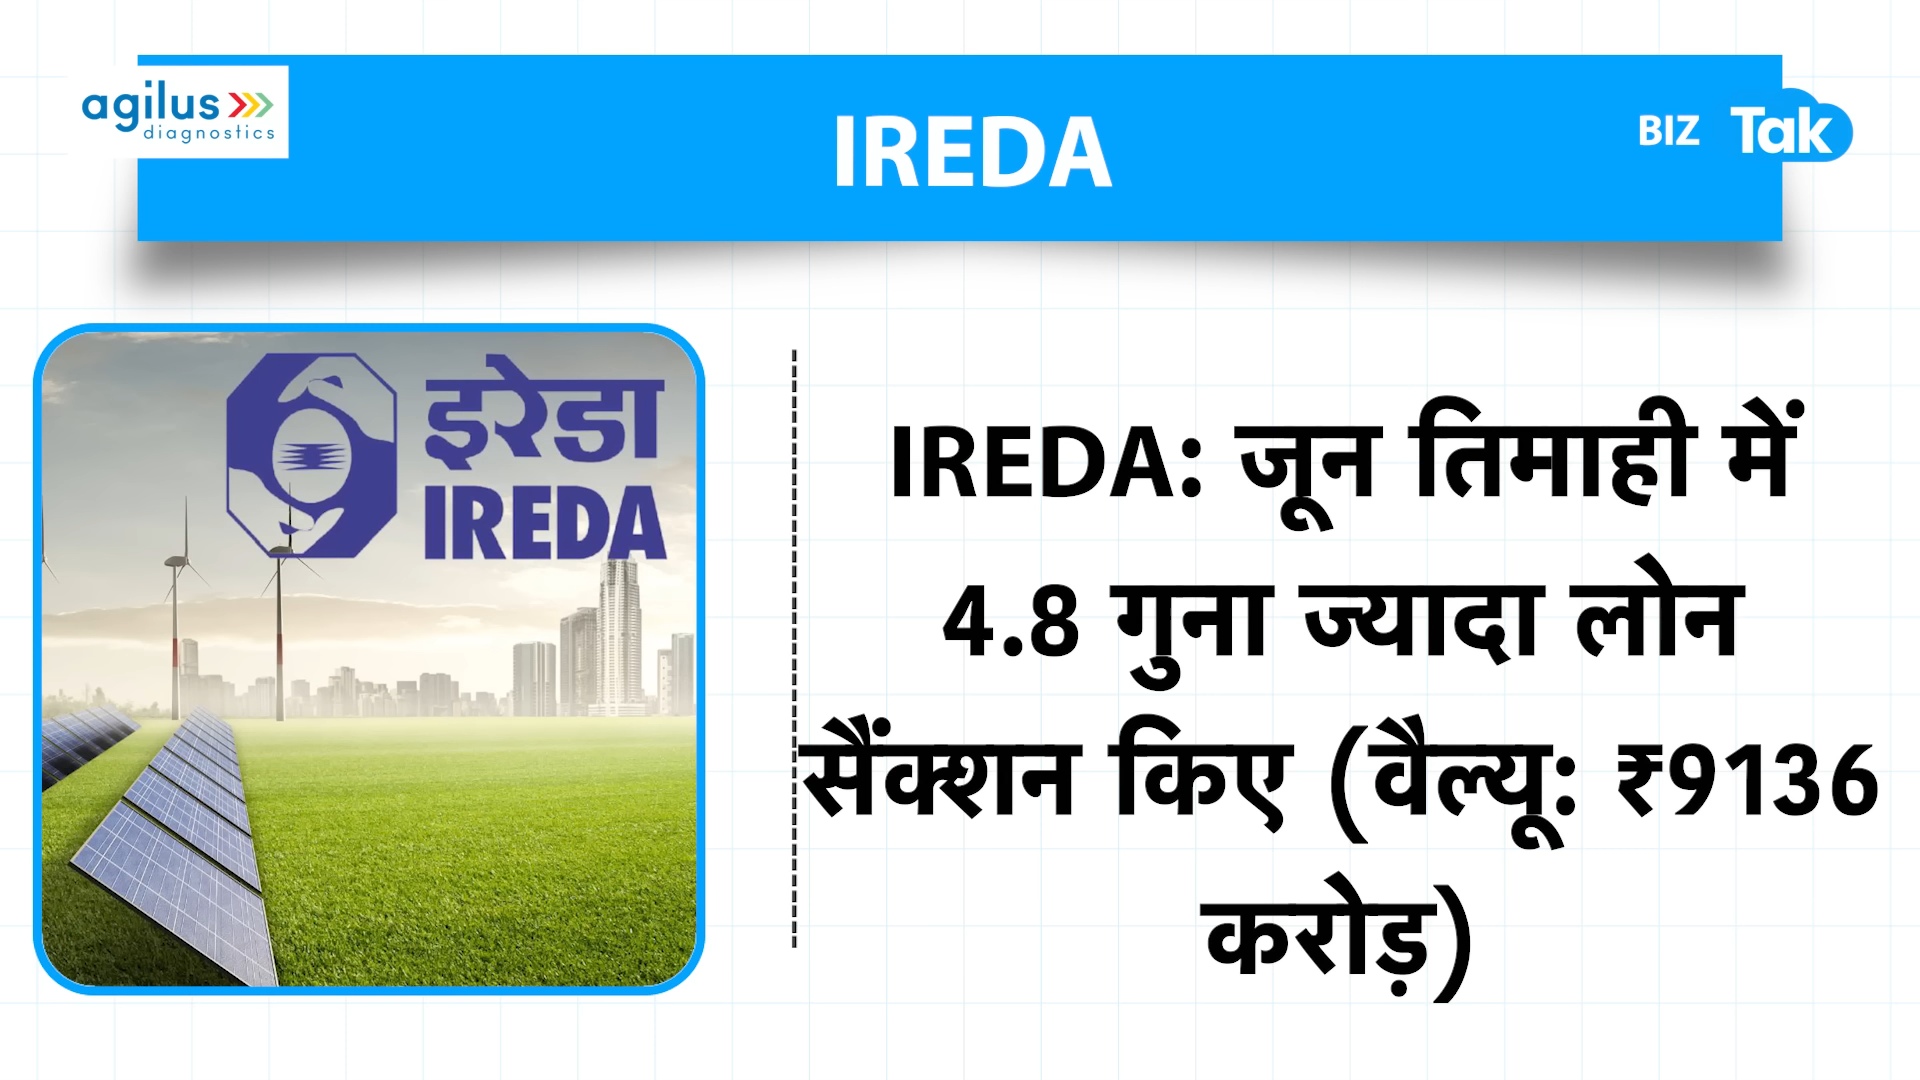 agilus
diagnostics
IREDA
BIZ Tak
इरेडा
IREDA
IREDA: जून तिमाही में
4.8 गुना ज्यादा लोन
सैंक्शन किए (वैल्यू: ₹9136
करोड़)